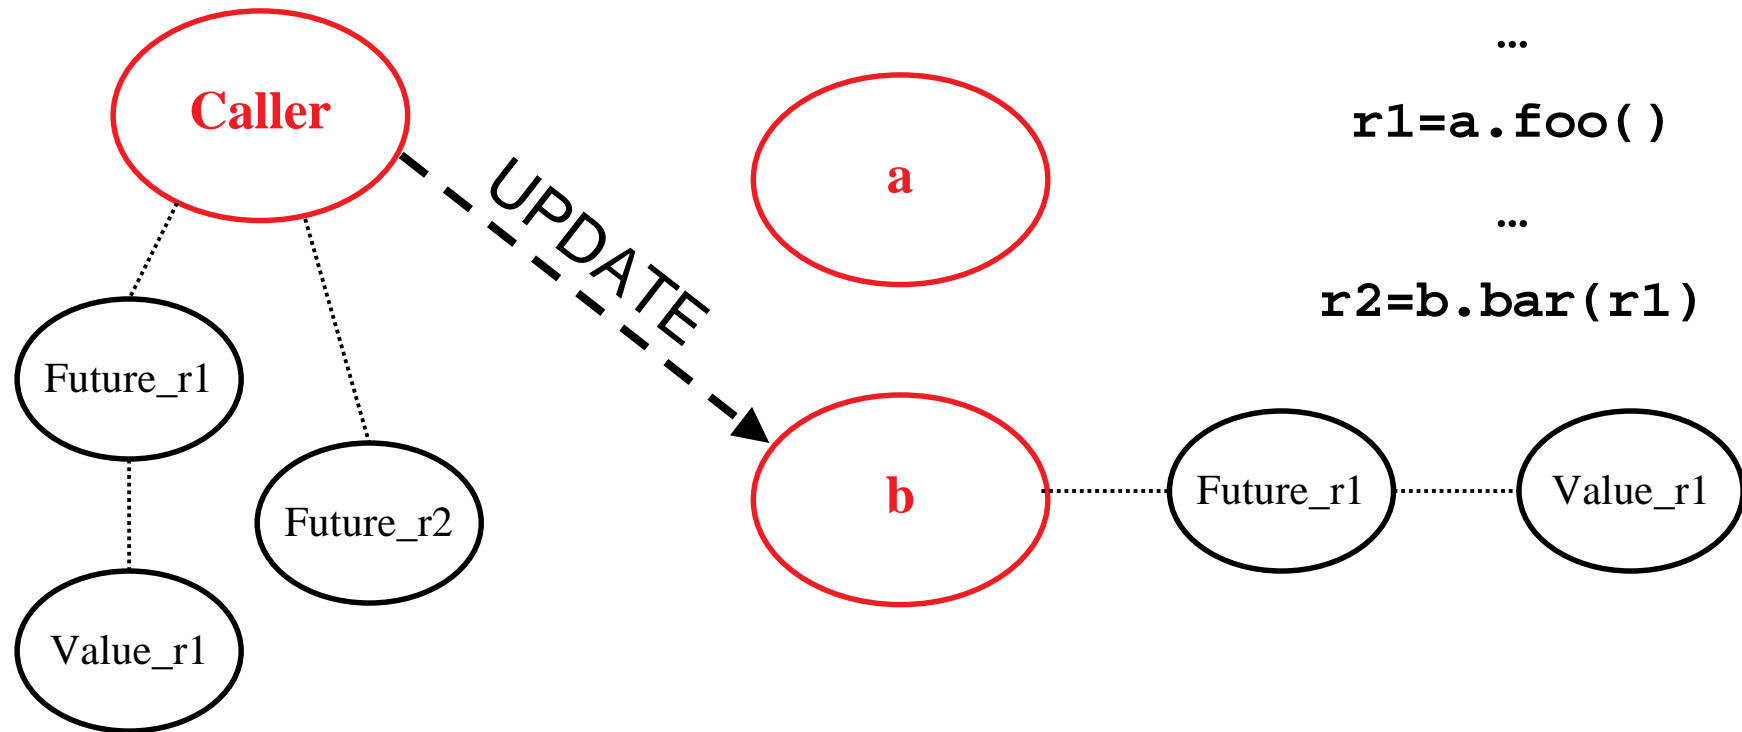 Caller
UPDATE
a
…
r1=a.foo()
…
r2=b.bar(r1)
Future_r1
Future_r2
Value_r1
b
Future_r1
Value_r1